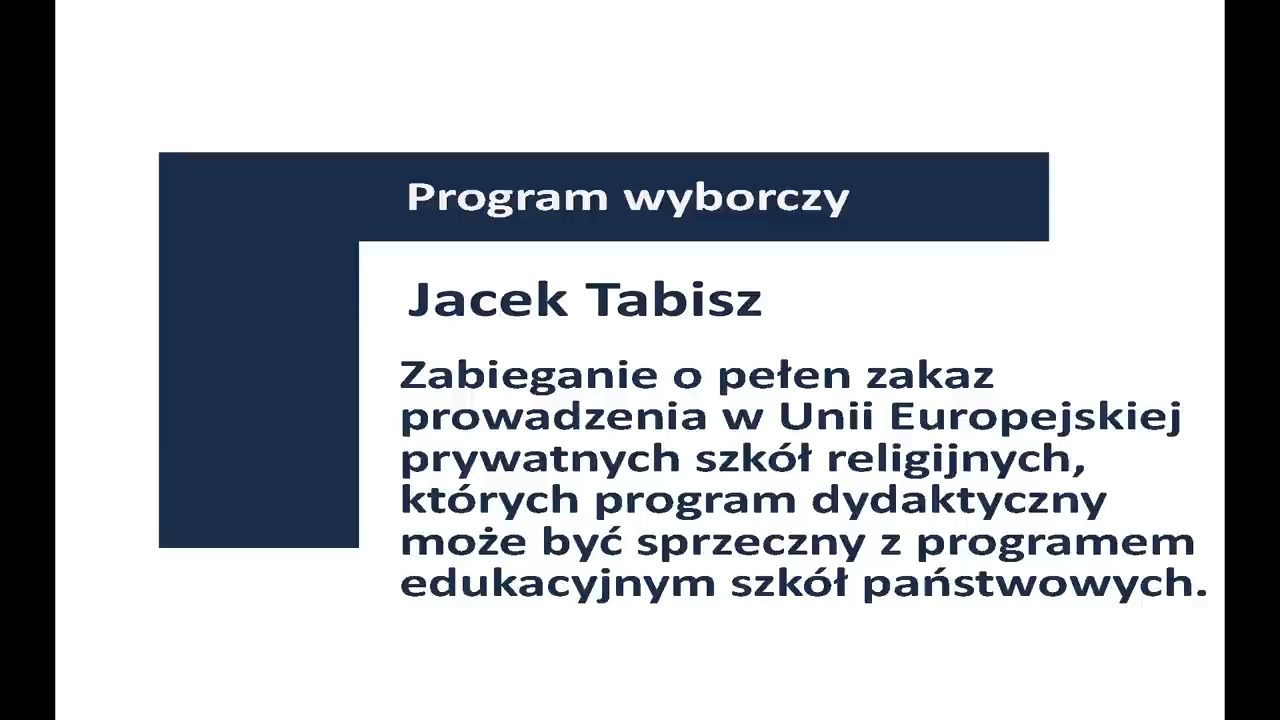 Program wyborczy
Jacek Tabisz
Zabieganie o pełen zakaz
prowadzenia w Unii Europejskiej
prywatnych szkół religijnych,
których program dydaktyczny
może być sprzeczny z programem
edukacyjnym szkół państwowych.